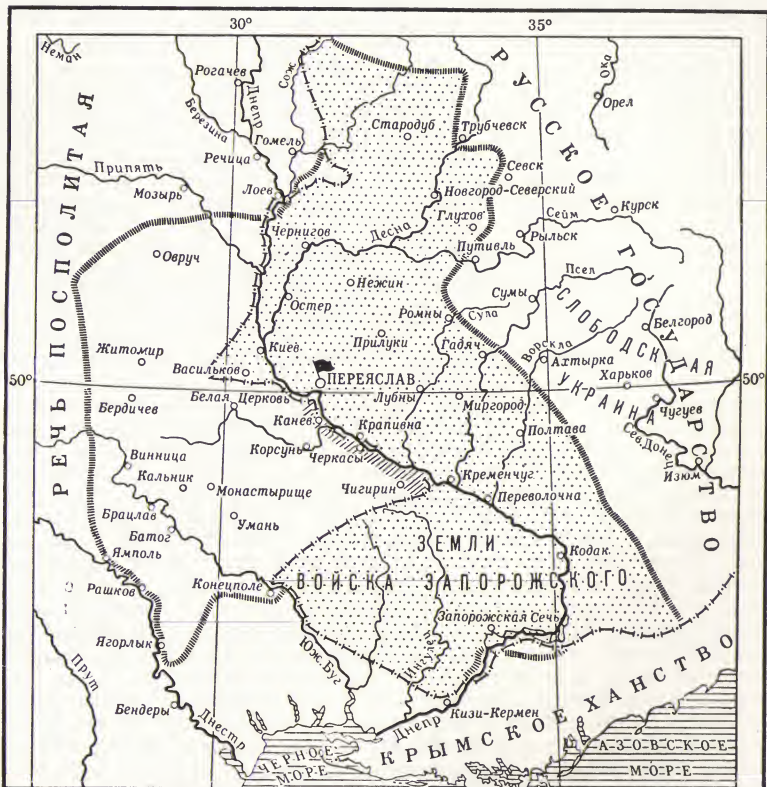 30°
35°
Неман
Рогачев
Днепр
Сож
РУССКОЕ ГОСУДАРСТВО
Ока
Орел
Березина
Гомель
Стародуб
Трубчевск
Речица
Севск
РЕЧЬ ПОСПОЛИТАЯ
Припять
Мозырь
Лоев
Новгород-Северский
Глухов
Сейм
Курск
Чернигов
Десна
Путивль
Рыльск
Овруч
Нежин
Псел
Остер
Сумы
СЛОБОДСКАЯ УКРАИНА
Ромны
Сула
Белгород
Прилуки
Гадяч
Ворскла
Киев
Ахтырка
Житомир
Васильков
Харьков
50°
ПЕРЕЯСЛАВ
50°
Бердичев
Белая Церковь
Лубны
Миргород
Чугуев
Канев
Крапивна
Полтава
Сев. Донец
Винница
Корсунь
Черкасы
Изюм
Кальник
Монастырище
Чигирин
Кременчуг
Переволочна
Брацлав
Умань
Батог
ЗЕМЛИ
Ямполь
Кодак
Рашков
Конецполе
ВОЙСКА ЗАПОРОЖСКОГО
Запорожская Сечь
Ягорлык
Юж. Буг
Ингулец
Прут
Бендеры
Днестр
Днепр
Кизи-Кермен
КРЫМСКОЕ ХАНСТВО
ЧЕРНОЕ
МОРЕ
АЗОВСКОЕ
МОРЕ